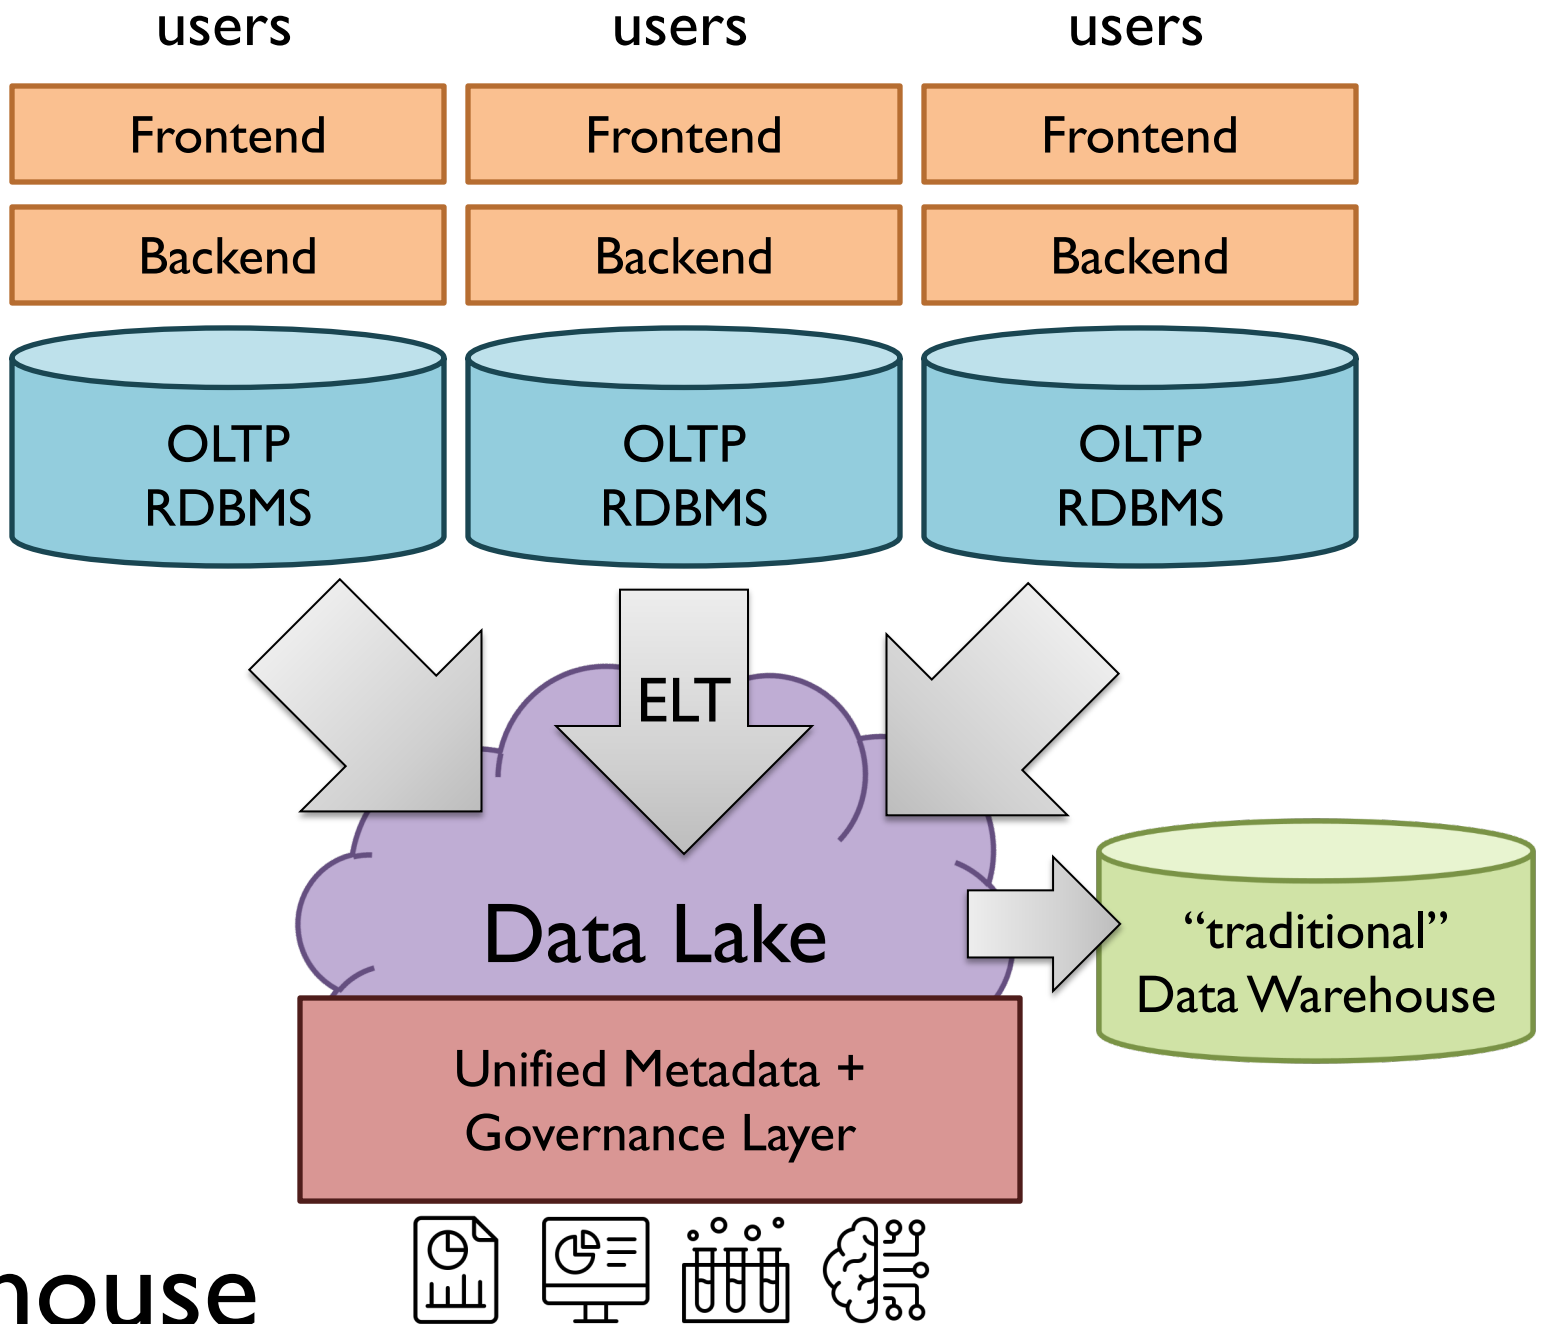 users users users
Frontend Frontend Frontend
Backend Backend Backend
OLTP OLTP OLTP
RDBMS RDBMS RDBMS
ELT
Data Lake
“traditional”
Data Warehouse
Unified Metadata +
Governance Layer
house